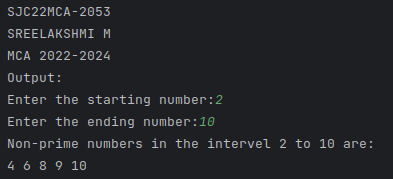 SJC22MCA-2053
SREELAKSHMI M
MCA 2022-2024
Output:
Enter the starting number:2
Enter the ending number:10
Non-prime numbers in the intervel 2 to 10 are:
4 6 8 9 10